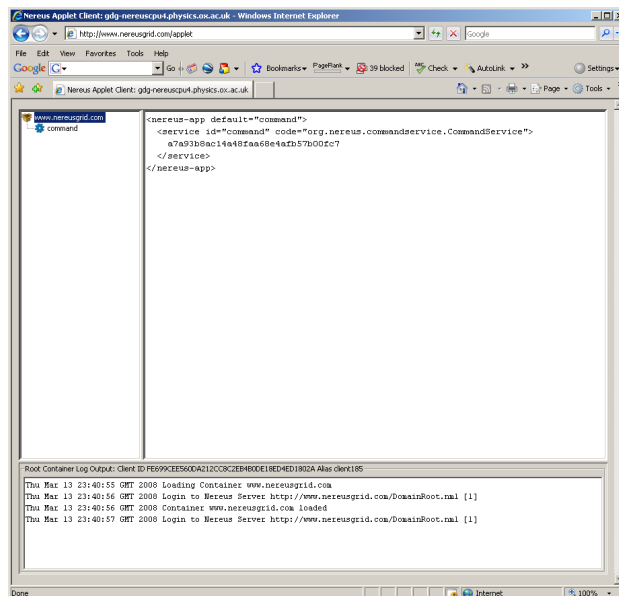 Nereus Applet Client: gdg-nereuscpu4.physics.ox.ac.uk - Windows Internet Explorer
http://www.nereusgrid.com/applet
Google
File Edit View Favorites Tools Help
Google G Go Bookmarks PageRank 39 blocked Check AutoLink Settings
Nereus Applet Client: gdg-nereuscpu4.physics.ox.ac.uk Page Tools
www.nereusgrid.com
command
<nereus-app default="command">
<service id="command" code="org.nereus.commandservice.CommandService">
a7a93b8ac14a48faa68e4afb57b00fc7
</service>
</nereus-app>
Root Container Log Output: Client ID FE699CEE560DA212CC8C2EB4B0DE18ED4ED1802A Alias client185
Thu Mar 13 23:40:55 GMT 2008 Loading Container www.nereusgrid.com
Thu Mar 13 23:40:56 GMT 2008 Login to Nereus Server http://www.nereusgrid.com/DomainRoot.nml [1]
Thu Mar 13 23:40:56 GMT 2008 Container www.nereusgrid.com loaded
Thu Mar 13 23:40:57 GMT 2008 Login to Nereus Server http://www.nereusgrid.com/DomainRoot.nml [1]
Done Internet 100%